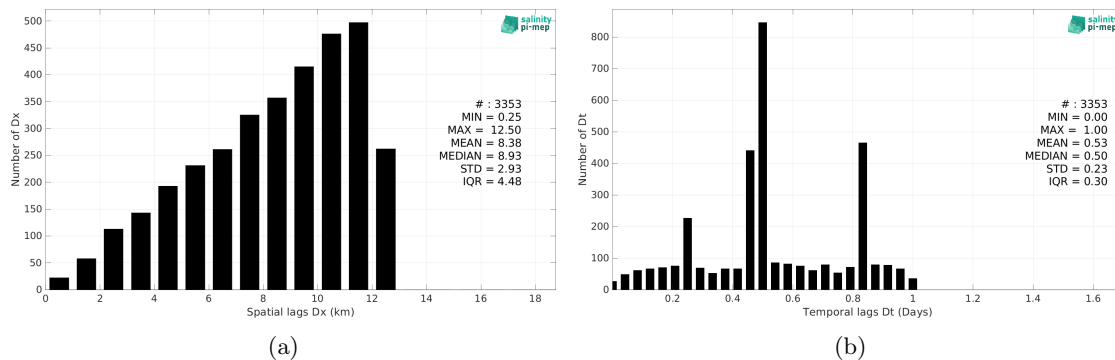 500
450
400
350
300
250
200
150
100
50
0
Number of Dx
salinity
pi-mep
# : 3353
MIN = 0.25
MAX = 12.50
MEAN = 8.38
MEDIAN = 8.93
STD = 2.93
IQR = 4.48
0 2 4 6 8 10 12 14 16 18
Spatial lags Dx (km)
(a)
800
700
600
500
400
300
200
100
0
Number of Dt
salinity
pi-mep
# : 3353
MIN = 0.00
MAX = 1.00
MEAN = 0.53
MEDIAN = 0.50
STD = 0.23
IQR = 0.30
0.2 0.4 0.6 0.8 1 1.2 1.4 1.6
Temporal lags Dt (Days)
(b)